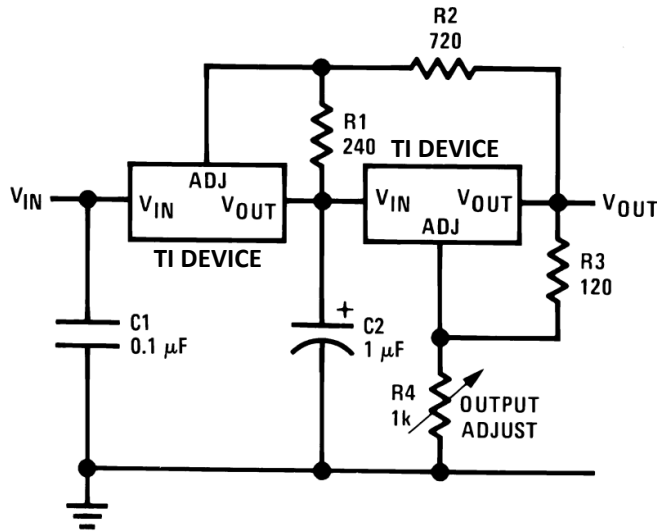 R2
720
R1
240
TI DEVICE
VIN
ADJ
VIN
VOUT
VIN
VOUT
ADJ
VOUT
TI DEVICE
R3
120
C1
0.1 μF
C2
1 μF
+
R4
1k
OUTPUT
ADJUST